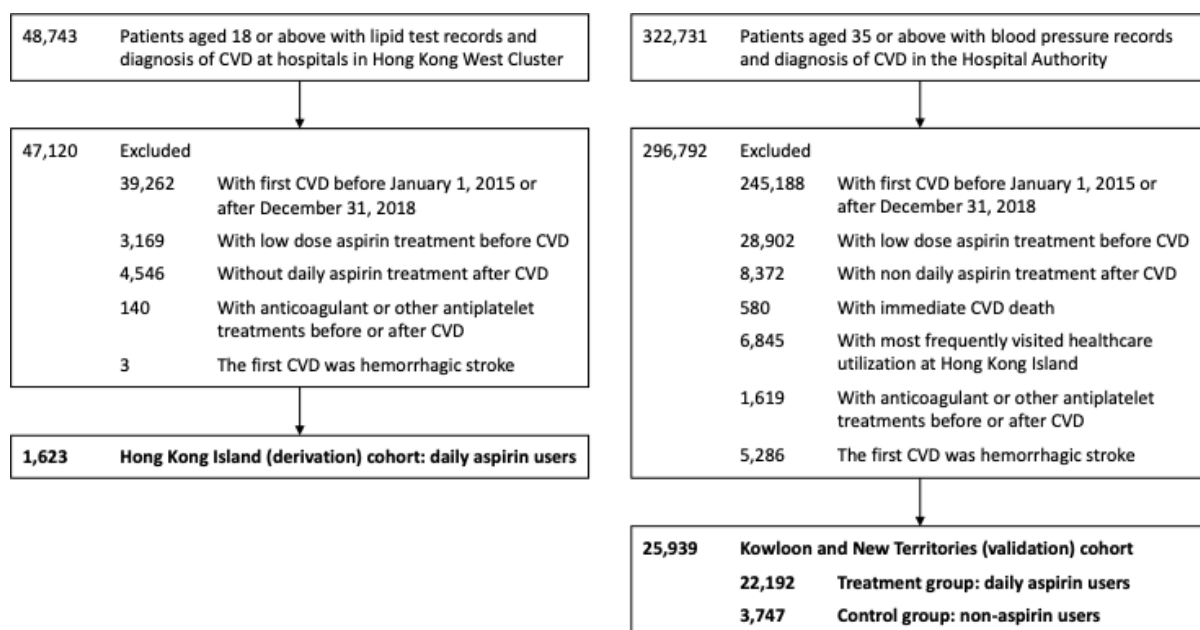 48,743 Patients aged 18 or above with lipid test records and
diagnosis of CVD at hospitals in Hong Kong West Cluster
47,120 Excluded
39,262 With first CVD before January 1, 2015 or
after December 31, 2018
3,169 With low dose aspirin treatment before CVD
4,546 Without daily aspirin treatment after CVD
140 With anticoagulant or other antiplatelet
treatments before or after CVD
3 The first CVD was hemorrhagic stroke
1,623 Hong Kong Island (derivation) cohort: daily aspirin users
322,731 Patients aged 35 or above with blood pressure records
and diagnosis of CVD in the Hospital Authority
296,792 Excluded
245,188 With first CVD before January 1, 2015 or
after December 31, 2018
28,902 With low dose aspirin treatment before CVD
8,372 With non daily aspirin treatment after CVD
580 With immediate CVD death
6,845 With most frequently visited healthcare
utilization at Hong Kong Island
1,619 With anticoagulant or other antiplatelet
treatments before or after CVD
5,286 The first CVD was hemorrhagic stroke
25,939 Kowloon and New Territories (validation) cohort
22,192 Treatment group: daily aspirin users
3,747 Control group: non-aspirin users